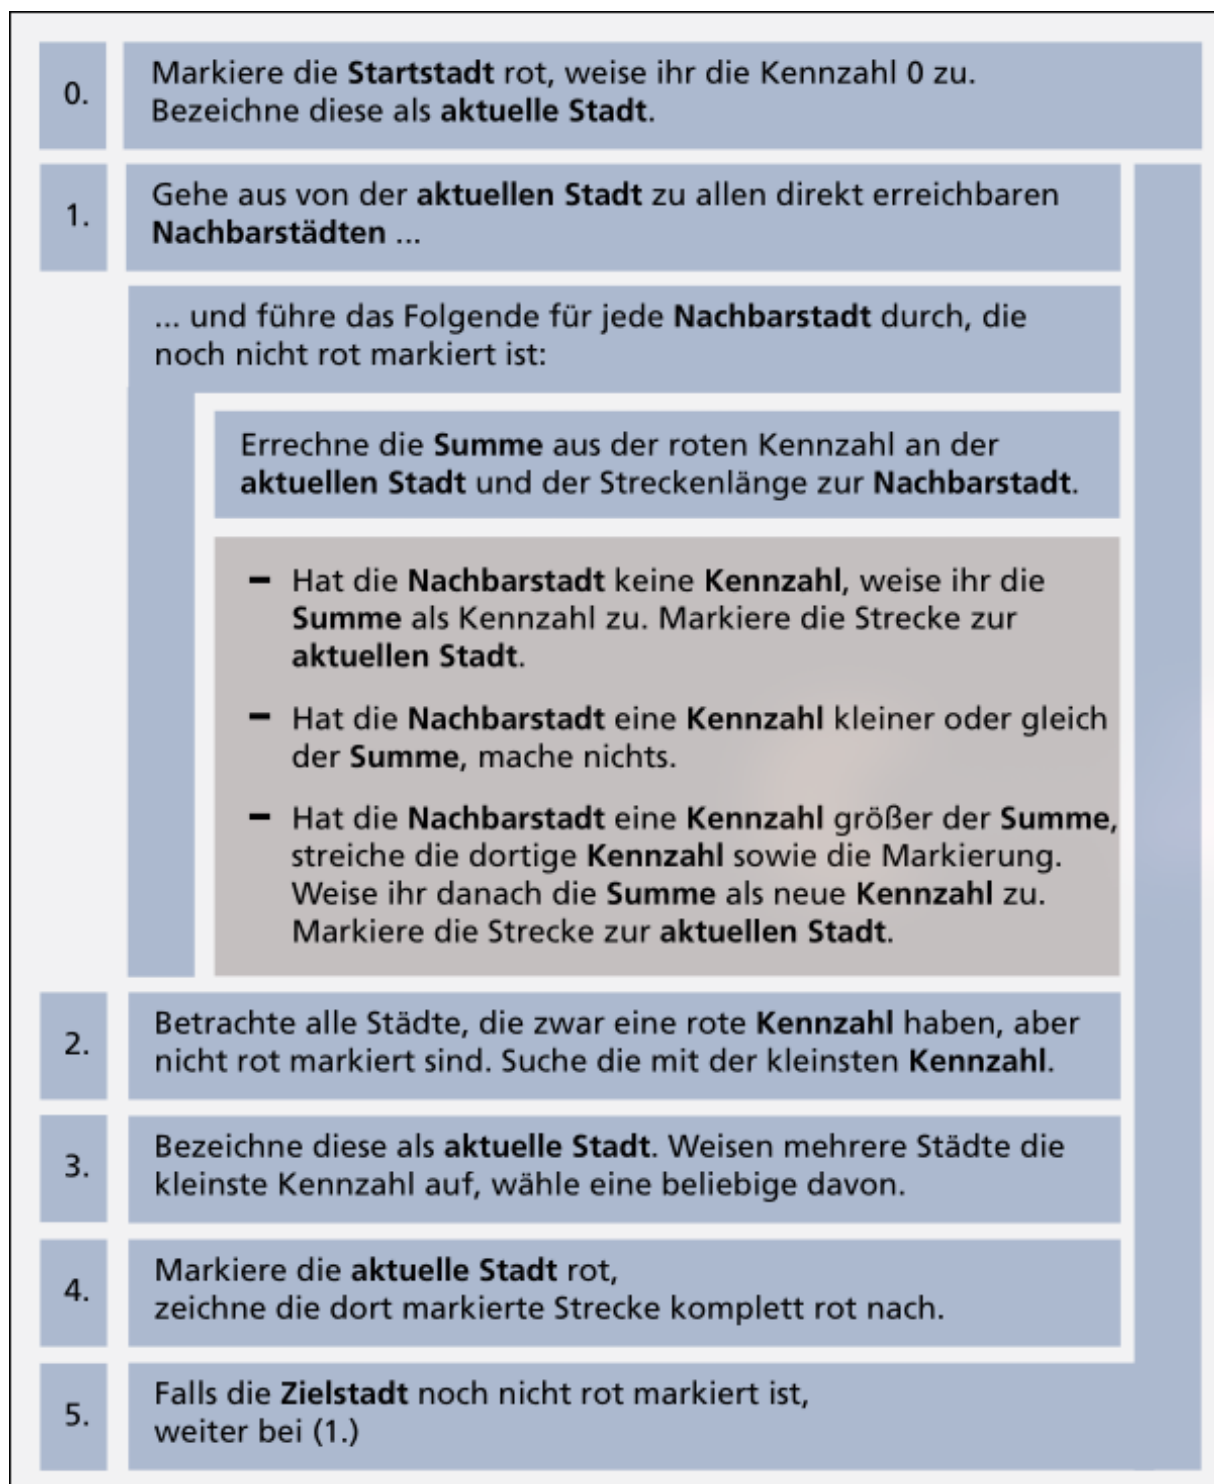 0.
Markiere die Startstadt rot, weise ihr die Kennzahl 0 zu.
Bezeichne diese als aktuelle Stadt.
1.
Gehe aus von der aktuellen Stadt zu allen direkt erreichbaren
Nachbarstädten ...
... und führe das Folgende für jede Nachbarstadt durch, die
noch nicht rot markiert ist:
Errechne die Summe aus der roten Kennzahl an der
aktuellen Stadt und der Streckenlänge zur Nachbarstadt.
– Hat die Nachbarstadt keine Kennzahl, weise ihr die
Summe als Kennzahl zu. Markiere die Strecke zur
aktuellen Stadt.
– Hat die Nachbarstadt eine Kennzahl kleiner oder gleich
der Summe, mache nichts.
– Hat die Nachbarstadt eine Kennzahl größer der Summe,
streiche die dortige Kennzahl sowie die Markierung.
Weise ihr danach die Summe als neue Kennzahl zu.
Markiere die Strecke zur aktuellen Stadt.
2.
Betrachte alle Städte, die zwar eine rote Kennzahl haben, aber
nicht rot markiert sind. Suche die mit der kleinsten Kennzahl.
3.
Bezeichne diese als aktuelle Stadt. Weisen mehrere Städte die
kleinste Kennzahl auf, wähle eine beliebige davon.
4.
Markiere die aktuelle Stadt rot,
zeichne die dort markierte Strecke komplett rot nach.
5.
Falls die Zielstadt noch nicht rot markiert ist,
weiter bei (1.)